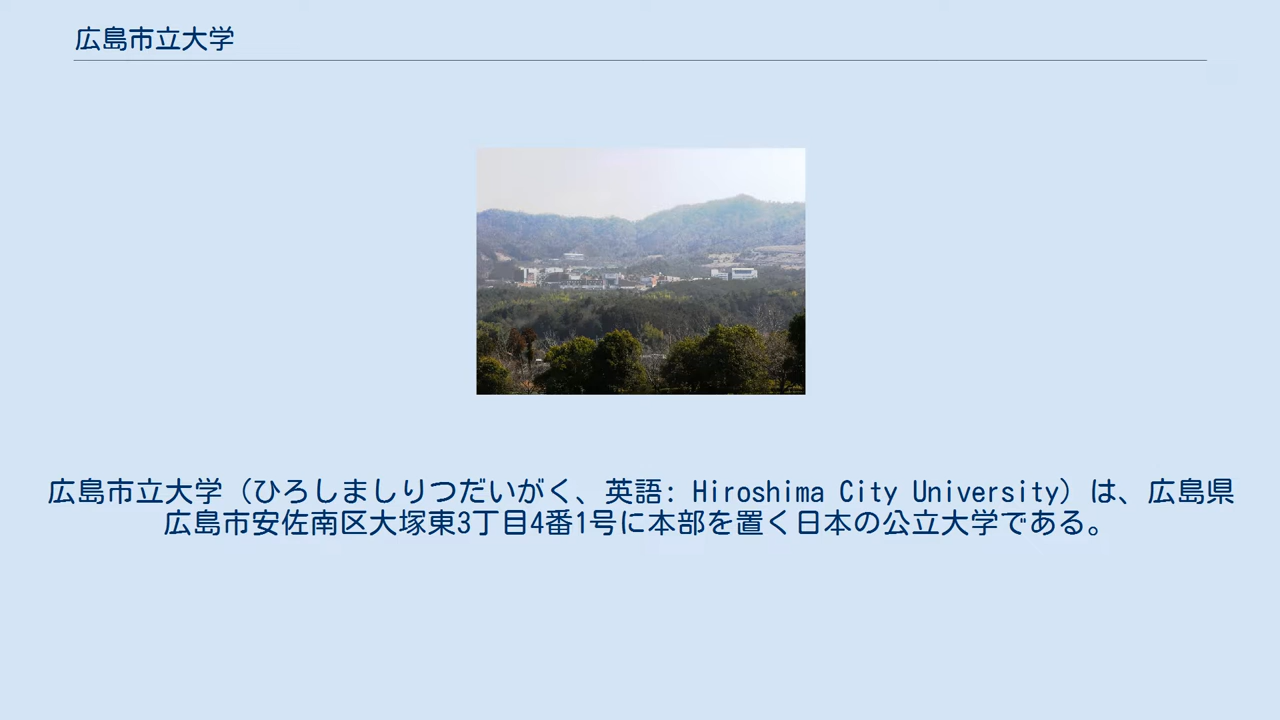 広島市立大学
広島市立大学（ひろしましりつだいがく、英語: Hiroshima City University）は、広島県
広島市安佐南区大塚東3丁目4番1号に本部を置く日本の公立大学である。